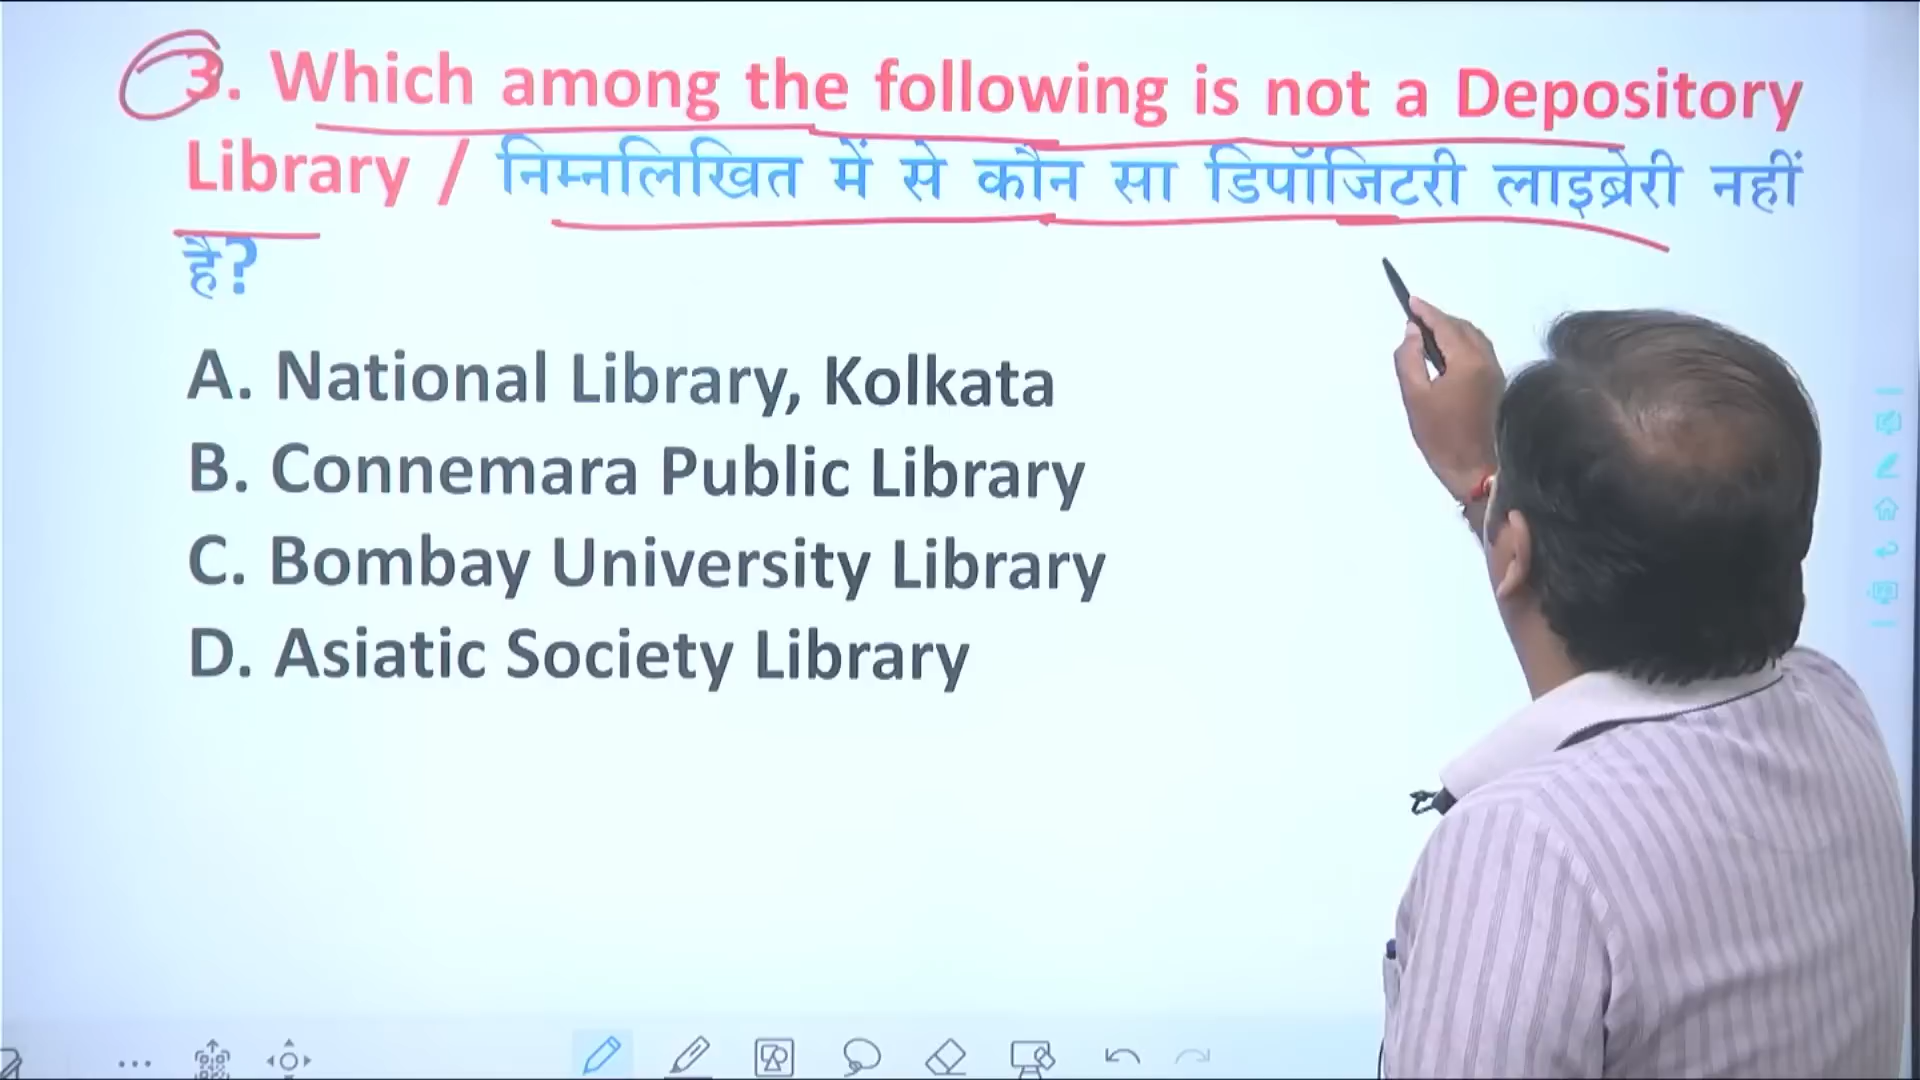 3. Which among the following is not a Depository
Library / निम्नलिखित में से कौन सा डिपॉजिटरी लाइब्रेरी नहीं
है?
A. National Library, Kolkata
B. Connemara Public Library
C. Bombay University Library
D. Asiatic Society Library